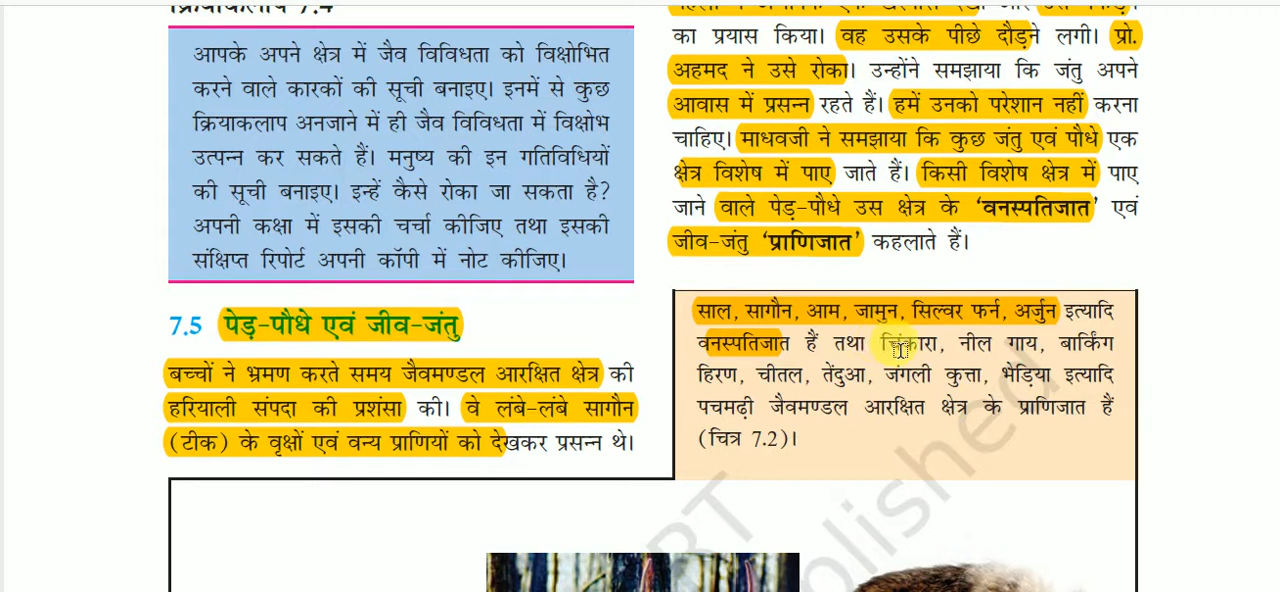 क्रियाकलाप 7.4
आपके अपने क्षेत्र में जैव विविधता को विक्षोभित
करने वाले कारकों की सूची बनाइए। इनमें से कुछ
क्रियाकलाप अनजाने में ही जैव विविधता में विक्षोभ
उत्पन्न कर सकते हैं। मनुष्य की इन गतिविधियों
की सूची बनाइए। इन्हें कैसे रोका जा सकता है?
अपनी कक्षा में इसकी चर्चा कीजिए तथा इसकी
संक्षिप्त रिपोर्ट अपनी कॉपी में नोट कीजिए।
7.5 पेड़-पौधे एवं जीव-जंतु
बच्चों ने भ्रमण करते समय जैवमण्डल आरक्षित क्षेत्र की
हरियाली संपदा की प्रशंसा की। वे लंबे-लंबे सागौन
(टीक) के वृक्षों एवं वन्य प्राणियों को देखकर प्रसन्न थे।
का प्रयास किया। वह उसके पीछे दौड़ने लगी। प्रो.
अहमद ने उसे रोका। उन्होंने समझाया कि जंतु अपने
आवास में प्रसन्न रहते हैं। हमें उनको परेशान नहीं करना
चाहिए। माधवजी ने समझाया कि कुछ जंतु एवं पौधे एक
क्षेत्र विशेष में पाए जाते हैं। किसी विशेष क्षेत्र में पाए
जाने वाले पेड़-पौधे उस क्षेत्र के ‘वनस्पतिजात’ एवं
जीव-जंतु ‘प्राणिजात’ कहलाते हैं।
साल, सागौन, आम, जामुन, सिल्वर फर्न, अर्जुन इत्यादि
वनस्पतिजात हैं तथा चिंकारा, नील गाय, बार्किंग
हिरण, चीतल, तेंदुआ, जंगली कुत्ता, भेड़िया इत्यादि
पचमढ़ी जैवमण्डल आरक्षित क्षेत्र के प्राणिजात हैं
(चित्र 7.2)।